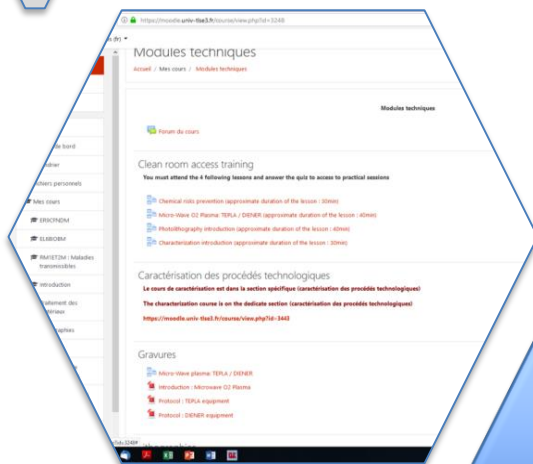 https://moodle.univ-tlse3.fr/course/view.php?id=3248
(fr)
Modules techniques
Accueil / Mes cours / Modules techniques
Modules techniques
Forum du cours
de bord
Clean room access training
You must attend the 4 following lessons and answer the quiz to access to practical sessions
personnels
Mes cours
Chemical risks prevention (approximate duration of the lesson : 30min)
Micro-Wave O2 Plasma: TEPLA / DIENER (approximate duration of the lesson : 40min)
Photolithography introduction (approximate duration of the lesson : 40min)
Characterization introduction (approximate duration of the lesson : 30min)
RM1ET2M : Maladies
transmissibles
Introduction
Caractérisation des procédés technologiques
Le cours de caractérisation est dans la section spécifique (caractérisation des procédés technologiques)
The characterization course is on the dedicate section (caractérisation des procédés technologiques)
https://moodle.univ-tlse3.fr/course/view.php?id=3443
Gravures
Micro-Wave plasma: TEPLA / DIENER
Introduction : Microwave O2 Plasma
Protocol : TEPLA equipment
Protocol : DIENER equipment